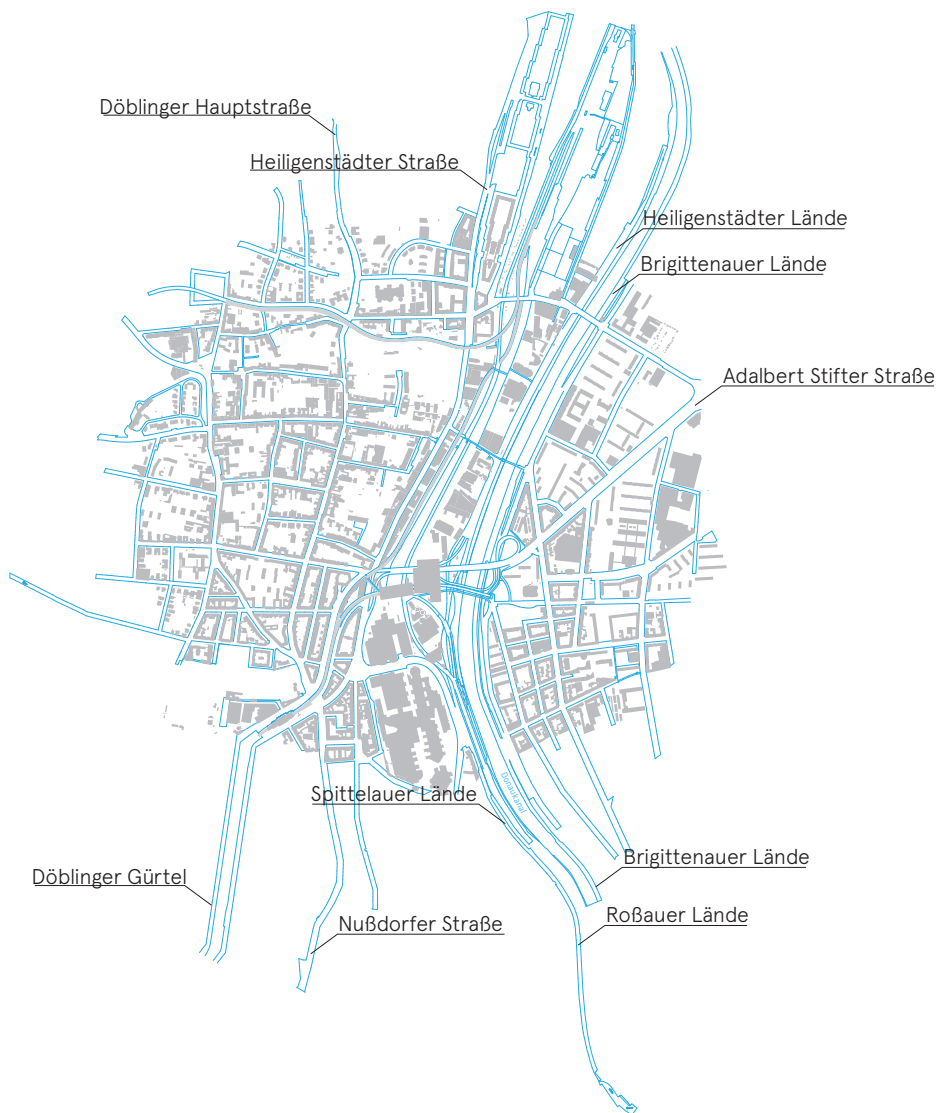 Döblinger Hauptstraße
Heiligenstädter Straße
Heiligenstädter Lände
Brigittenauer Lände
Adalbert Stifter Straße
Donaukanal
Spittelauer Lände
Brigittenauer Lände
Döblinger Gürtel
Roßauer Lände
Nußdorfer Straße